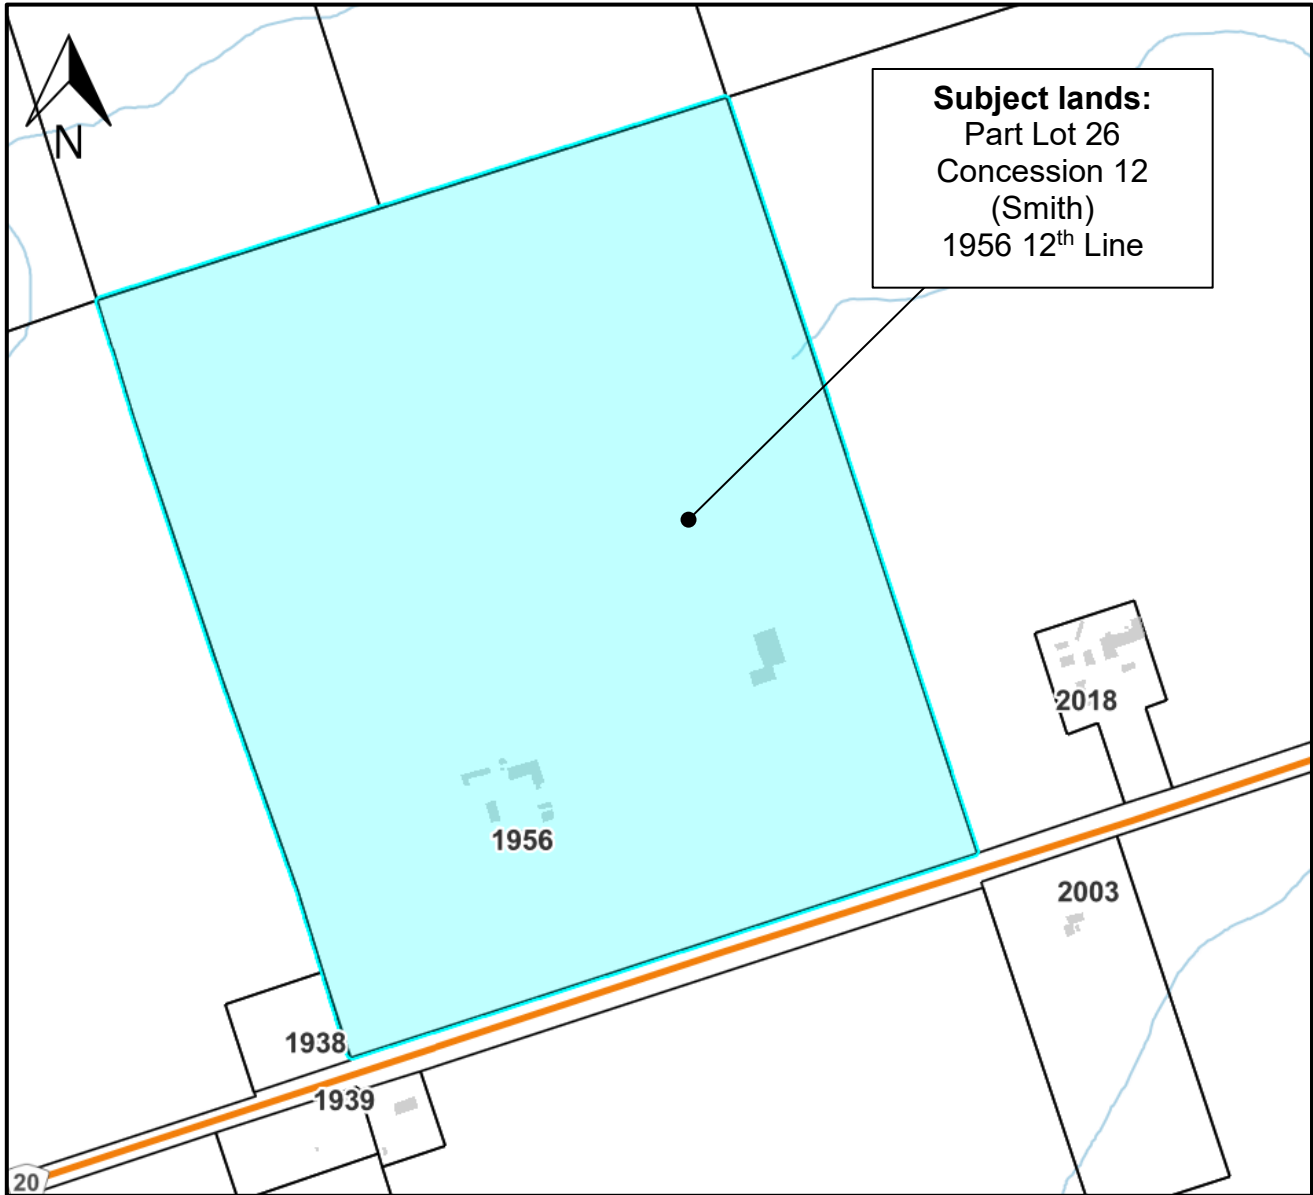 N
Subject lands:
Part Lot 26
Concession 12
(Smith)
1956 12th Line
2018
1956
2003
1938
1939
20